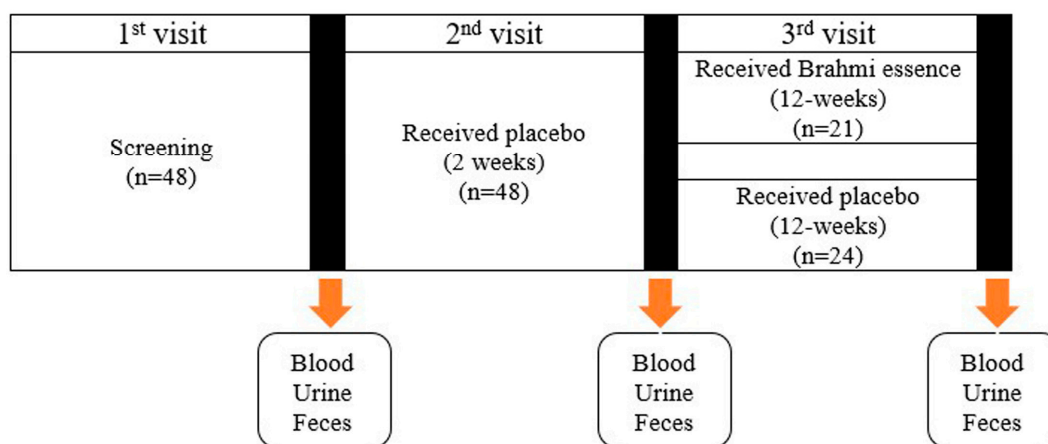 1st visit
Screening
(n=48)
2nd visit
Received placebo
(2 weeks)
(n=48)
3rd visit
Received Brahmi essence
(12-weeks)
(n=21)
Received placebo
(12-weeks)
(n=24)
Blood
Urine
Feces
Blood
Urine
Feces
Blood
Urine
Feces